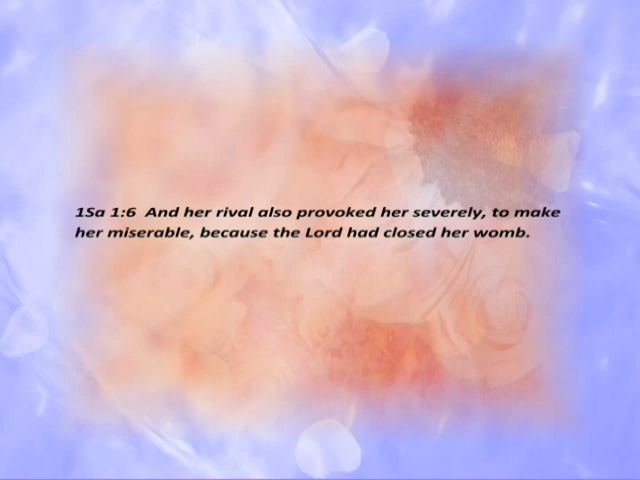 1Sa 1:6  And her rival also provoked her severely, to make
her miserable, because the Lord had closed her womb.